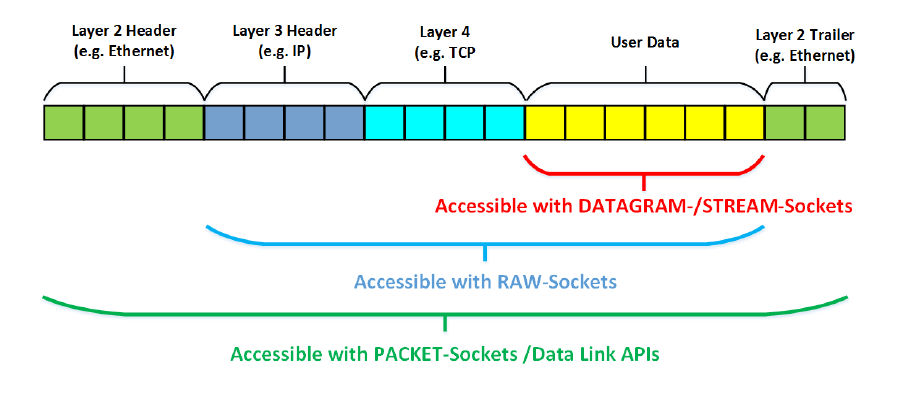 Layer 2 Header
(e.g. Ethernet)
Layer 3 Header
(e.g. IP)
Layer 4
(e.g. TCP
User Data
Layer 2 Trailer
(e.g. Ethernet)
Accessible with DATAGRAM-/STREAM-Sockets
Accessible with RAW-Sockets
Accessible with PACKET-Sockets /Data Link APIs